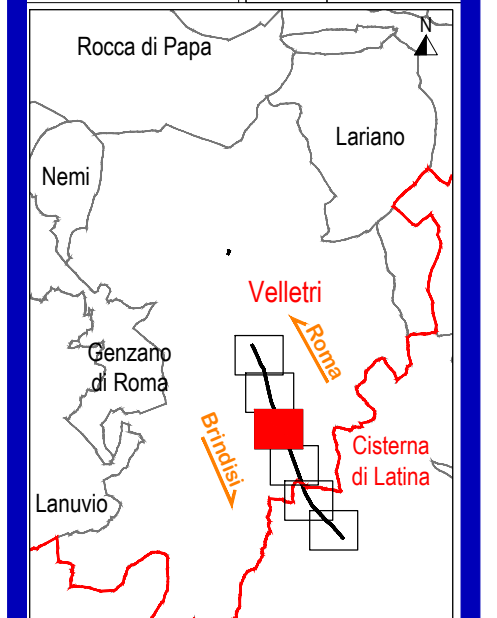 N
Rocca di Papa
Lariano
Nemi
Velletri
Roma
Genzano
di Roma
Brindisi
Cisterna
di Latina
Lanuvio